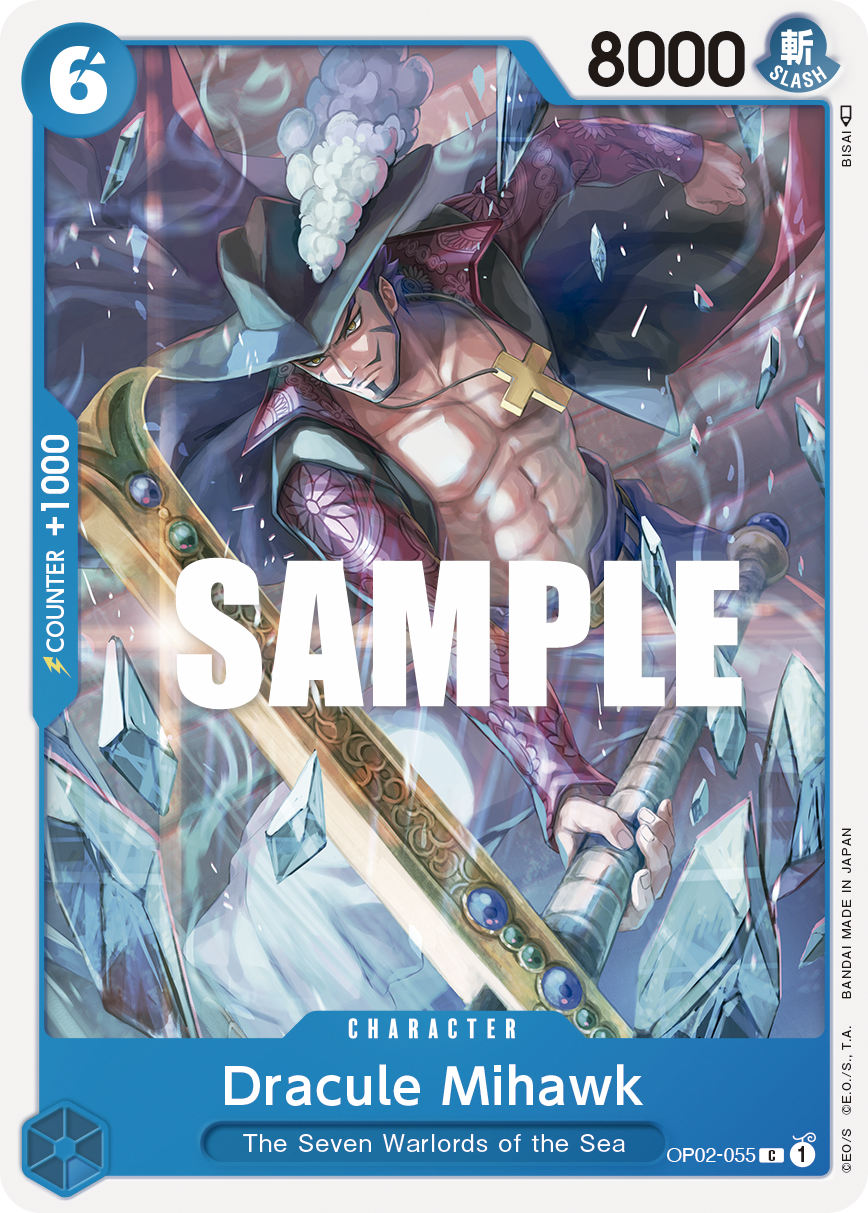 6
8000
斬
SLASH
BISAI
COUNTER +1000
SAMPLE
CHARACTER
Dracule Mihawk
The Seven Warlords of the Sea
OP02-055 C 1
©EO/S ©E.O./S., T.A. BANDAI MADE IN JAPAN